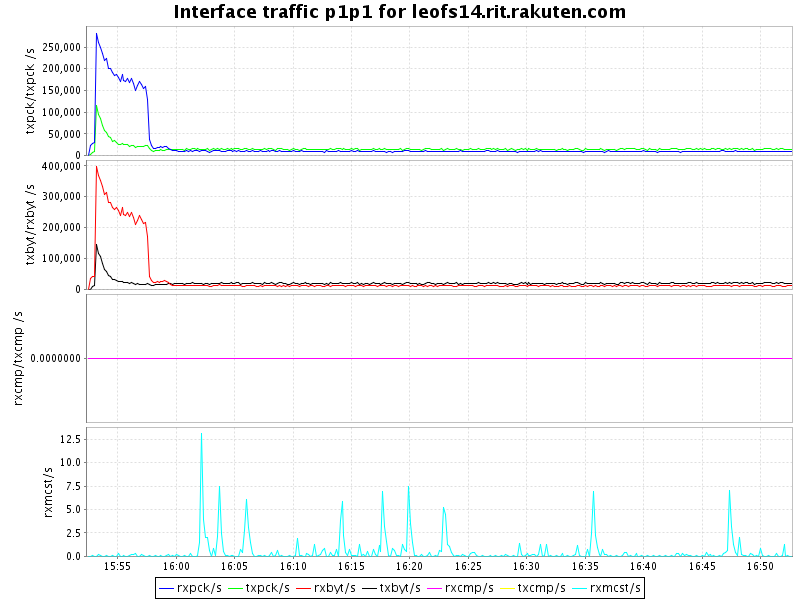 Interface traffic p1p1 for leofs14.rit.rakuten.com
txpck/txpck /s
250,000
200,000
150,000
100,000
50,000
0
txbyt/rxbyt /s
400,000
300,000
200,000
100,000
0
rxcmp/txcmp /s
0.0000000
rxmcst/s
12.5
10.0
7.5
5.0
2.5
0.0
15:55 16:00 16:05 16:10 16:15 16:20 16:25 16:30 16:35 16:40 16:45 16:50
rxpck/s txpck/s rxbyt/s txbyt/s rxcmp/s txcmp/s rxmcst/s